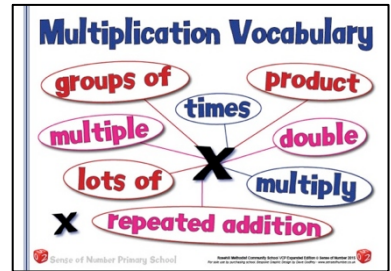 Multiplication Vocabulary
groups of
product
times
multiple
double
x
lots of
multiply
x
repeated addition
Sense of Number Primary School